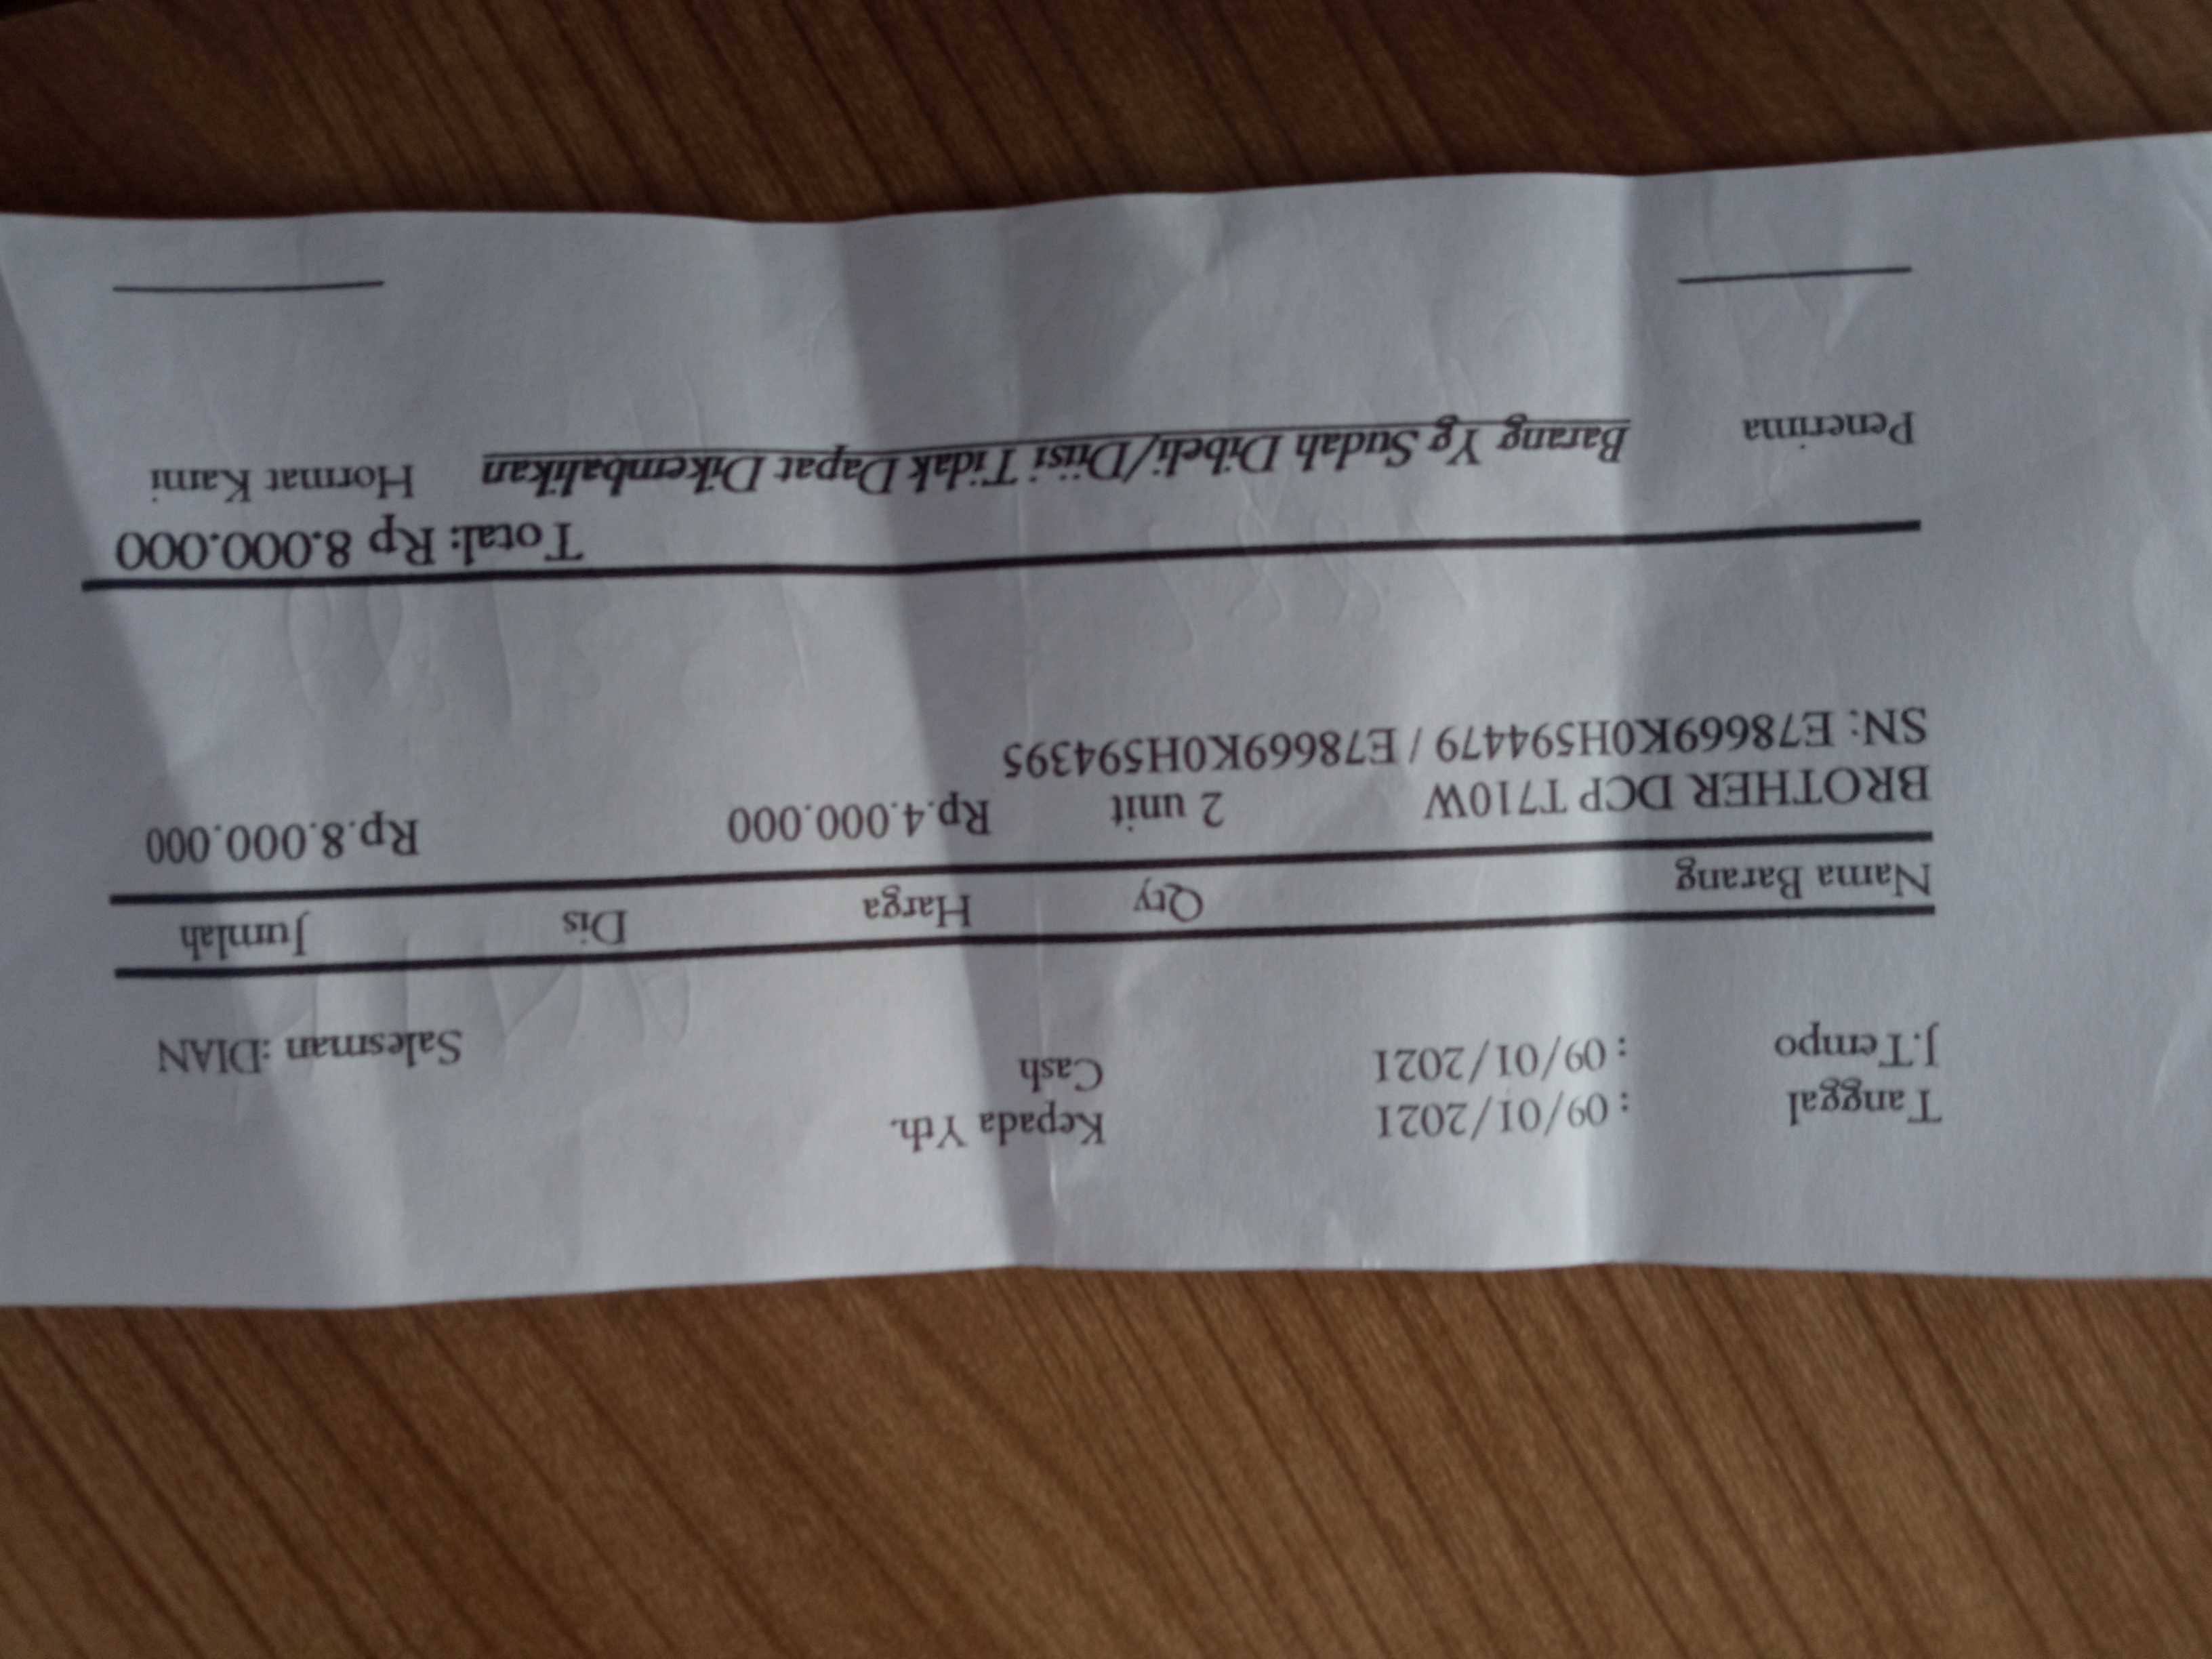 Tanggal : 09/01/2021 Kepada Yth.
J.Tempo : 09/01/2021 Cash Salesman :DIAN
Nama Barang Qty Harga Dis Jumlah
BROTHER DCP T710W 2 unit Rp.4.000.000 Rp.8.000.000
SN: E78669K0H594479 / E78669K0H594395
Total: Rp 8.000.000
Penerima Barang Yg Sudah Dibeli/Diisi Tidak Dapat Dikembalikan Hormat Kami